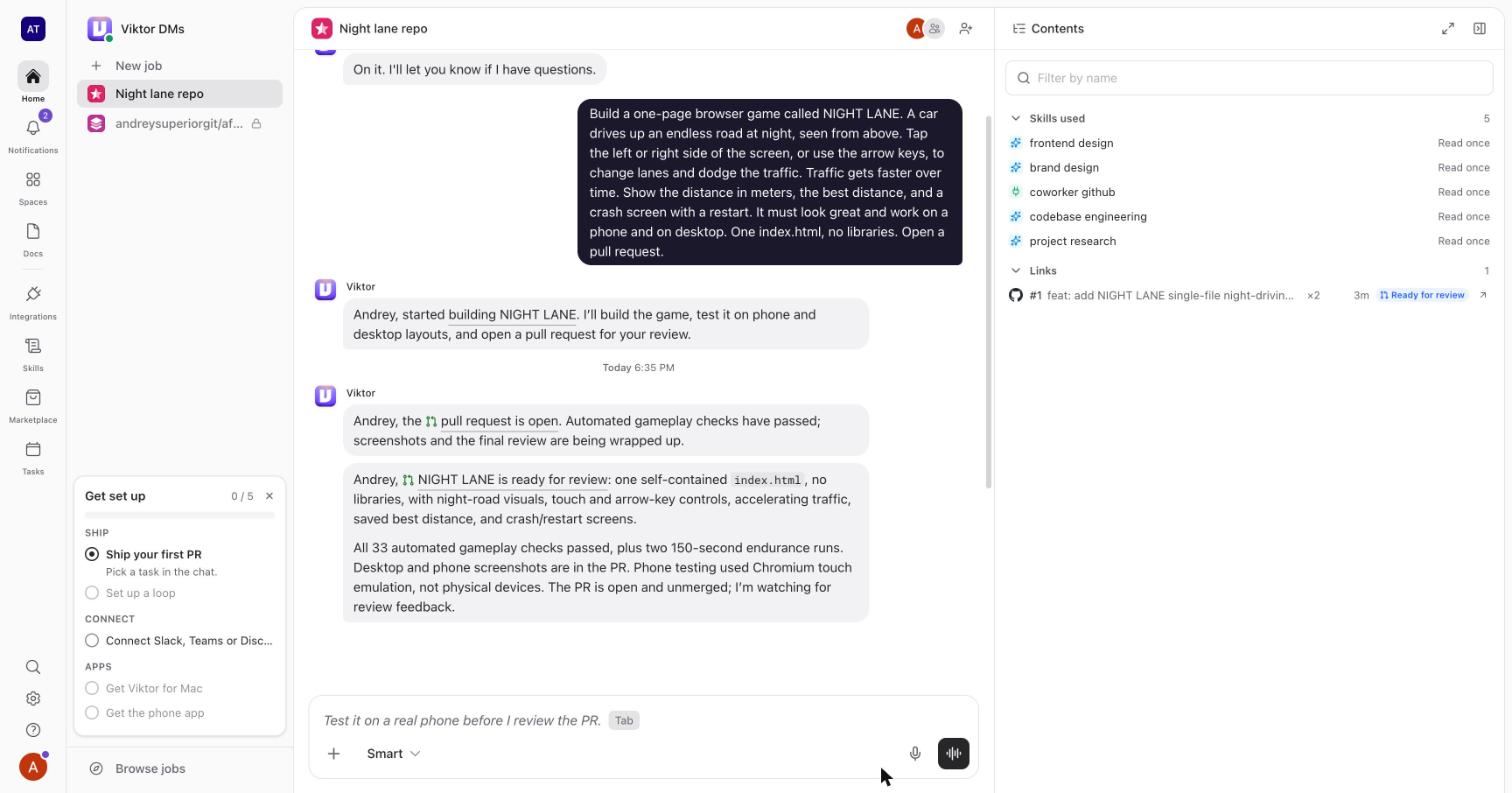 AT
Home
2
Notifications
Spaces
Docs
Integrations
Skills
Marketplace
Tasks
A
Viktor DMs
New job
Night lane repo
andreysuperiorgit/af...
Get set up 0 / 5
SHIP
Ship your first PR
Pick a task in the chat.
Set up a loop
CONNECT
Connect Slack, Teams or Disc...
APPS
Get Viktor for Mac
Get the phone app
Browse jobs
Night lane repo
A
On it. I'll let you know if I have questions.
Build a one-page browser game called NIGHT LANE. A car
drives up an endless road at night, seen from above. Tap
the left or right side of the screen, or use the arrow keys, to
change lanes and dodge the traffic. Traffic gets faster over
time. Show the distance in meters, the best distance, and a
crash screen with a restart. It must look great and work on a
phone and on desktop. One index.html, no libraries. Open a
pull request.
Viktor
Andrey, started building NIGHT LANE. I'll build the game, test it on phone and
desktop layouts, and open a pull request for your review.
Today 6:35 PM
Viktor
Andrey, the pull request is open. Automated gameplay checks have passed;
screenshots and the final review are being wrapped up.
Andrey, NIGHT LANE is ready for review: one self-contained index.html, no
libraries, with night-road visuals, touch and arrow-key controls, accelerating traffic,
saved best distance, and crash/restart screens.
All 33 automated gameplay checks passed, plus two 150-second endurance runs.
Desktop and phone screenshots are in the PR. Phone testing used Chromium touch
emulation, not physical devices. The PR is open and unmerged; I'm watching for
review feedback.
Test it on a real phone before I review the PR. Tab
Smart
Contents
Filter by name
Skills used 5
frontend design Read once
brand design Read once
coworker github Read once
codebase engineering Read once
project research Read once
Links 1
#1 feat: add NIGHT LANE single-file night-drivin... ×2 3m Ready for review